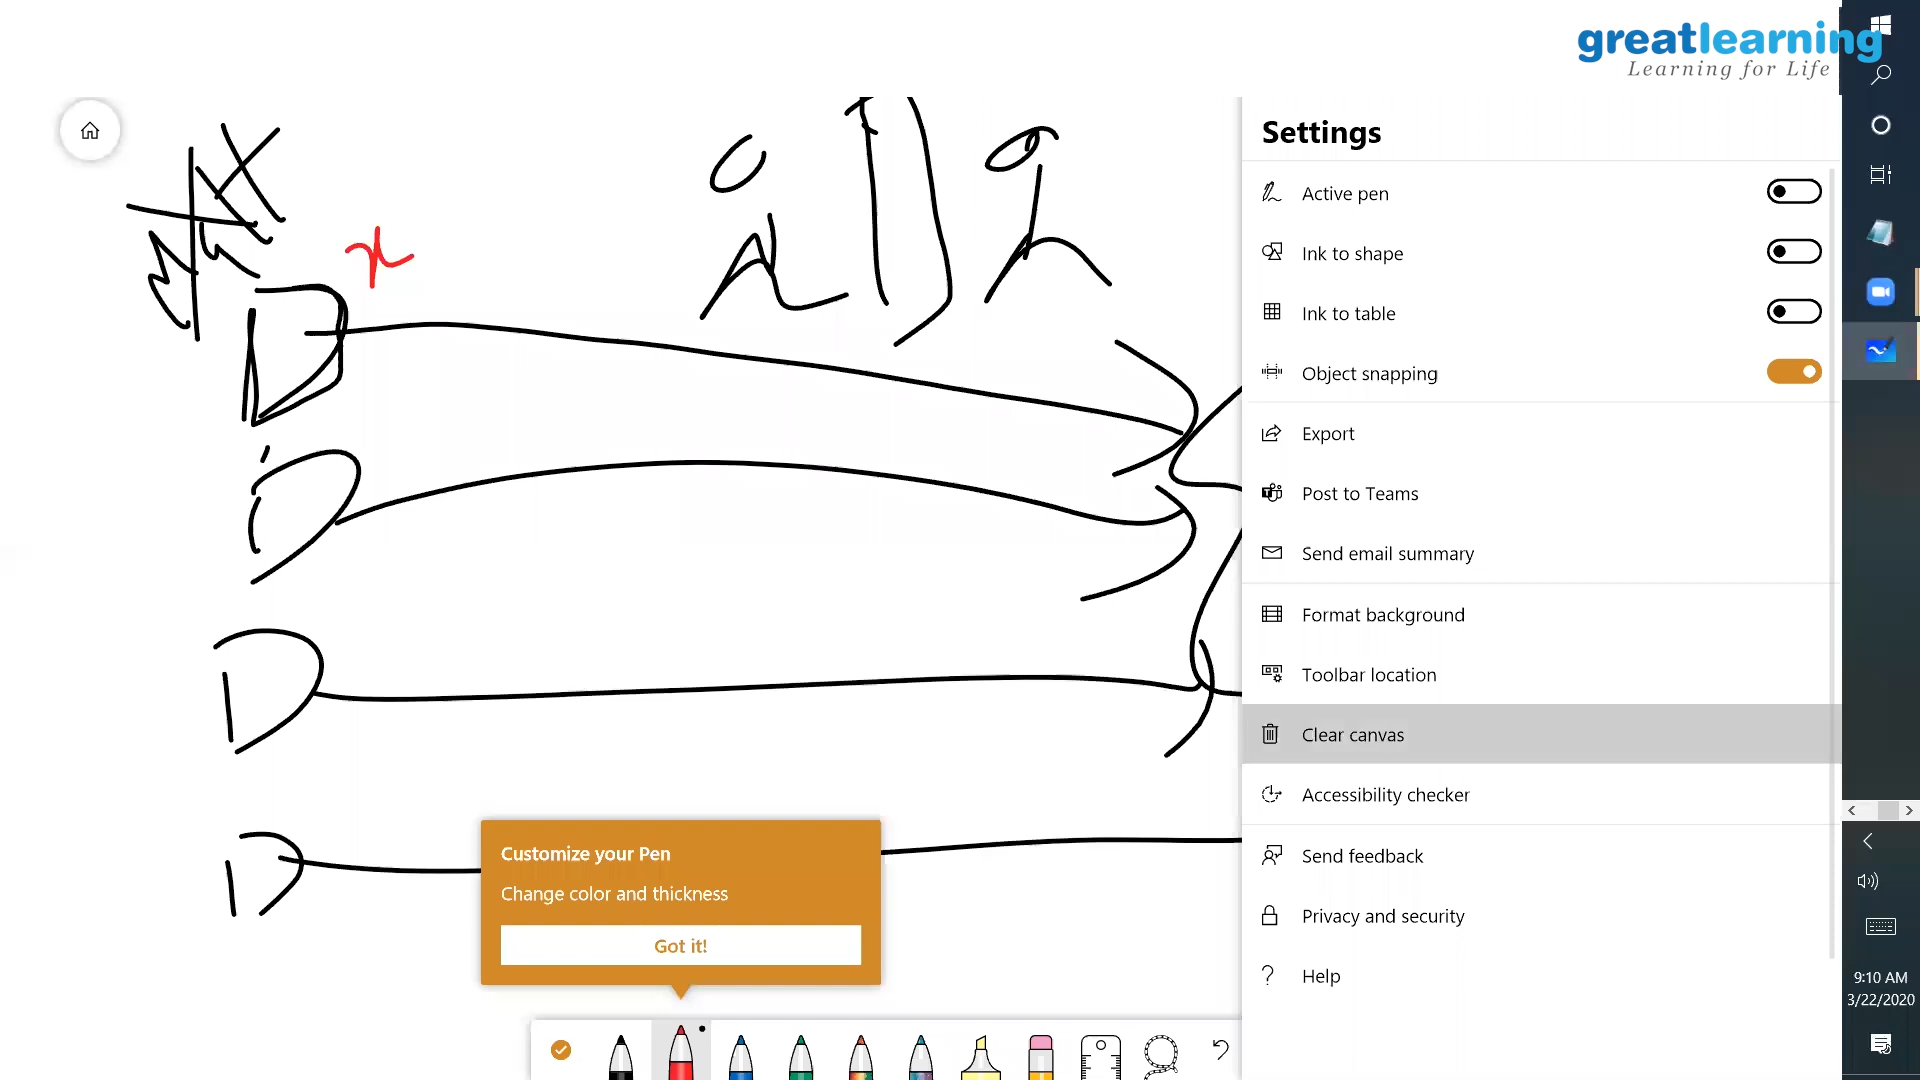 greatlearning
Learning for Life
Settings
Active pen
Ink to shape
Ink to table
Object snapping
Export
Post to Teams
Send email summary
Format background
Toolbar location
Clear canvas
Accessibility checker
Send feedback
Privacy and security
Help
x
D
D
D
D
Customize your Pen
Change color and thickness
Got it!
9:10 AM
3/22/2020